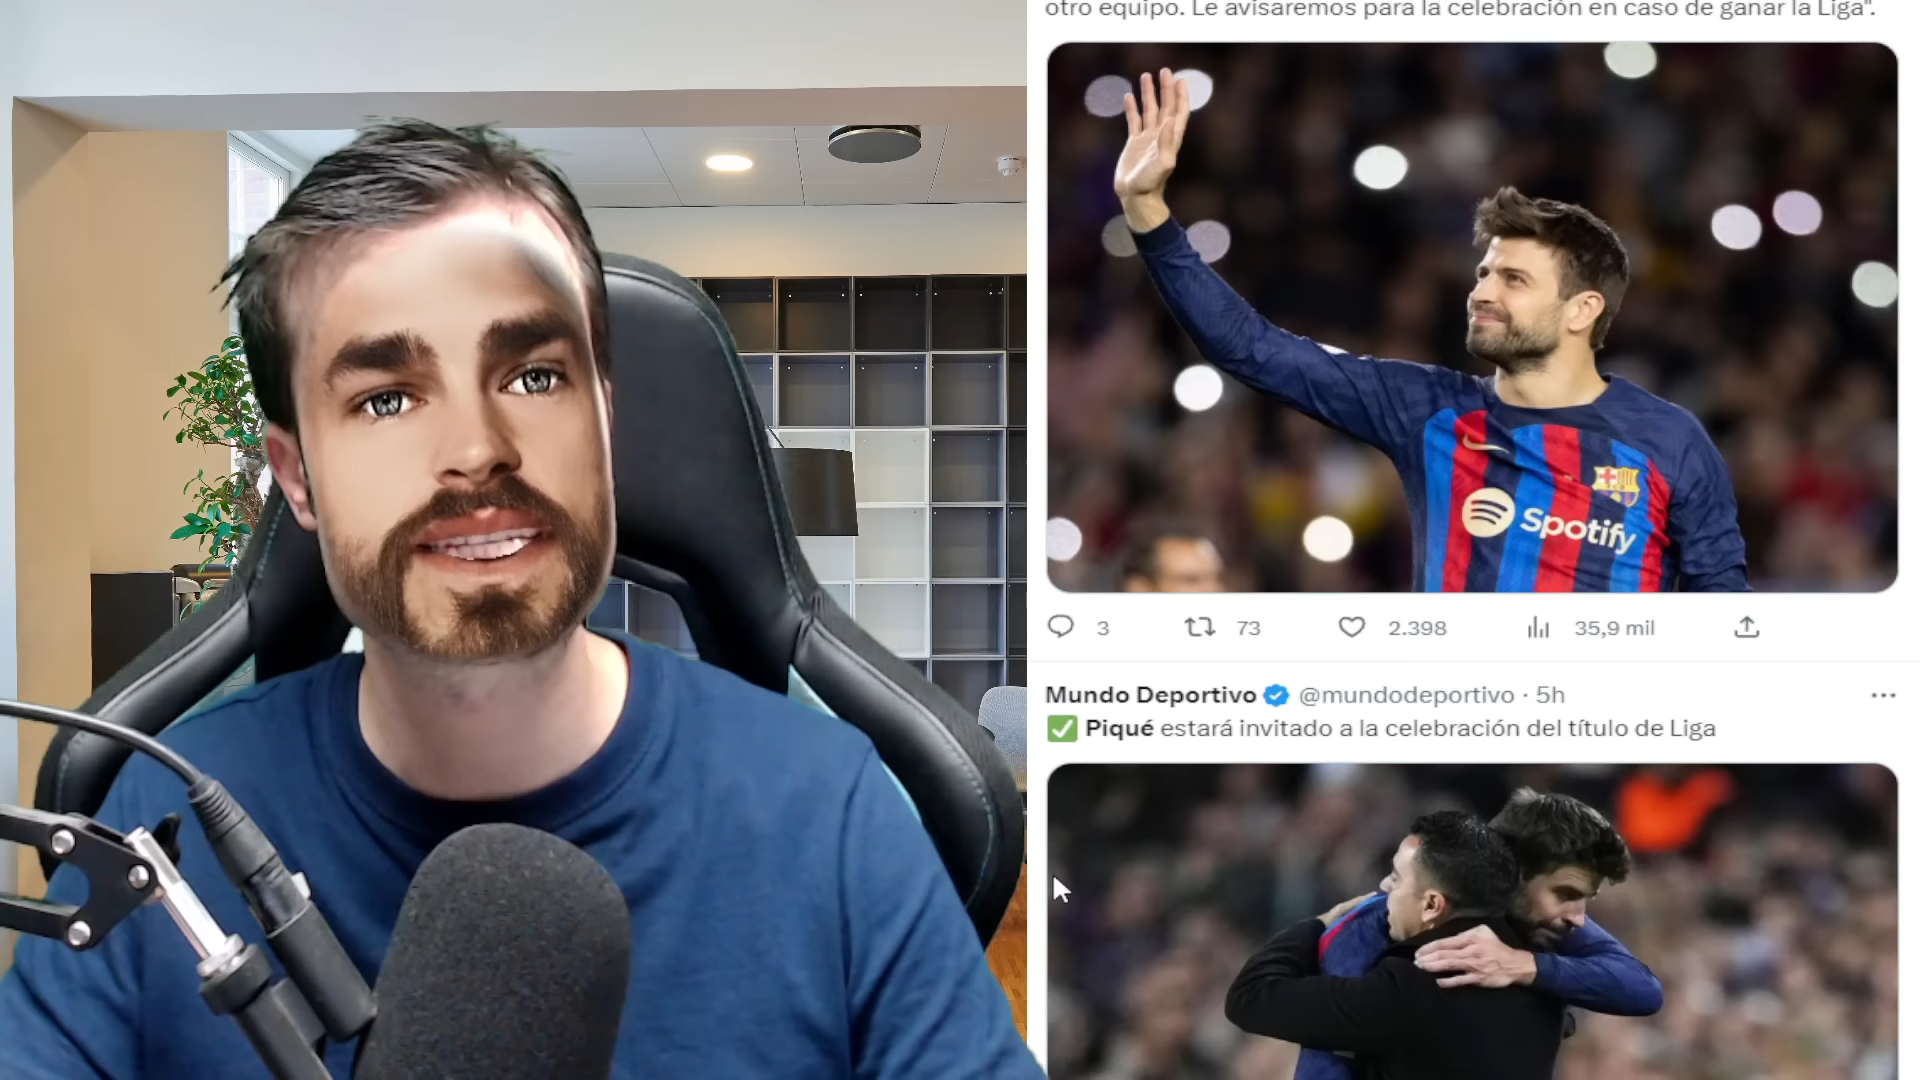 otro equipo. Le avisaremos para la celebración en caso de ganar la Liga".
Spotify
3 73 2.398 35,9 mil
Mundo Deportivo @mundodeportivo · 5h
✅ Piqué estará invitado a la celebración del título de Liga